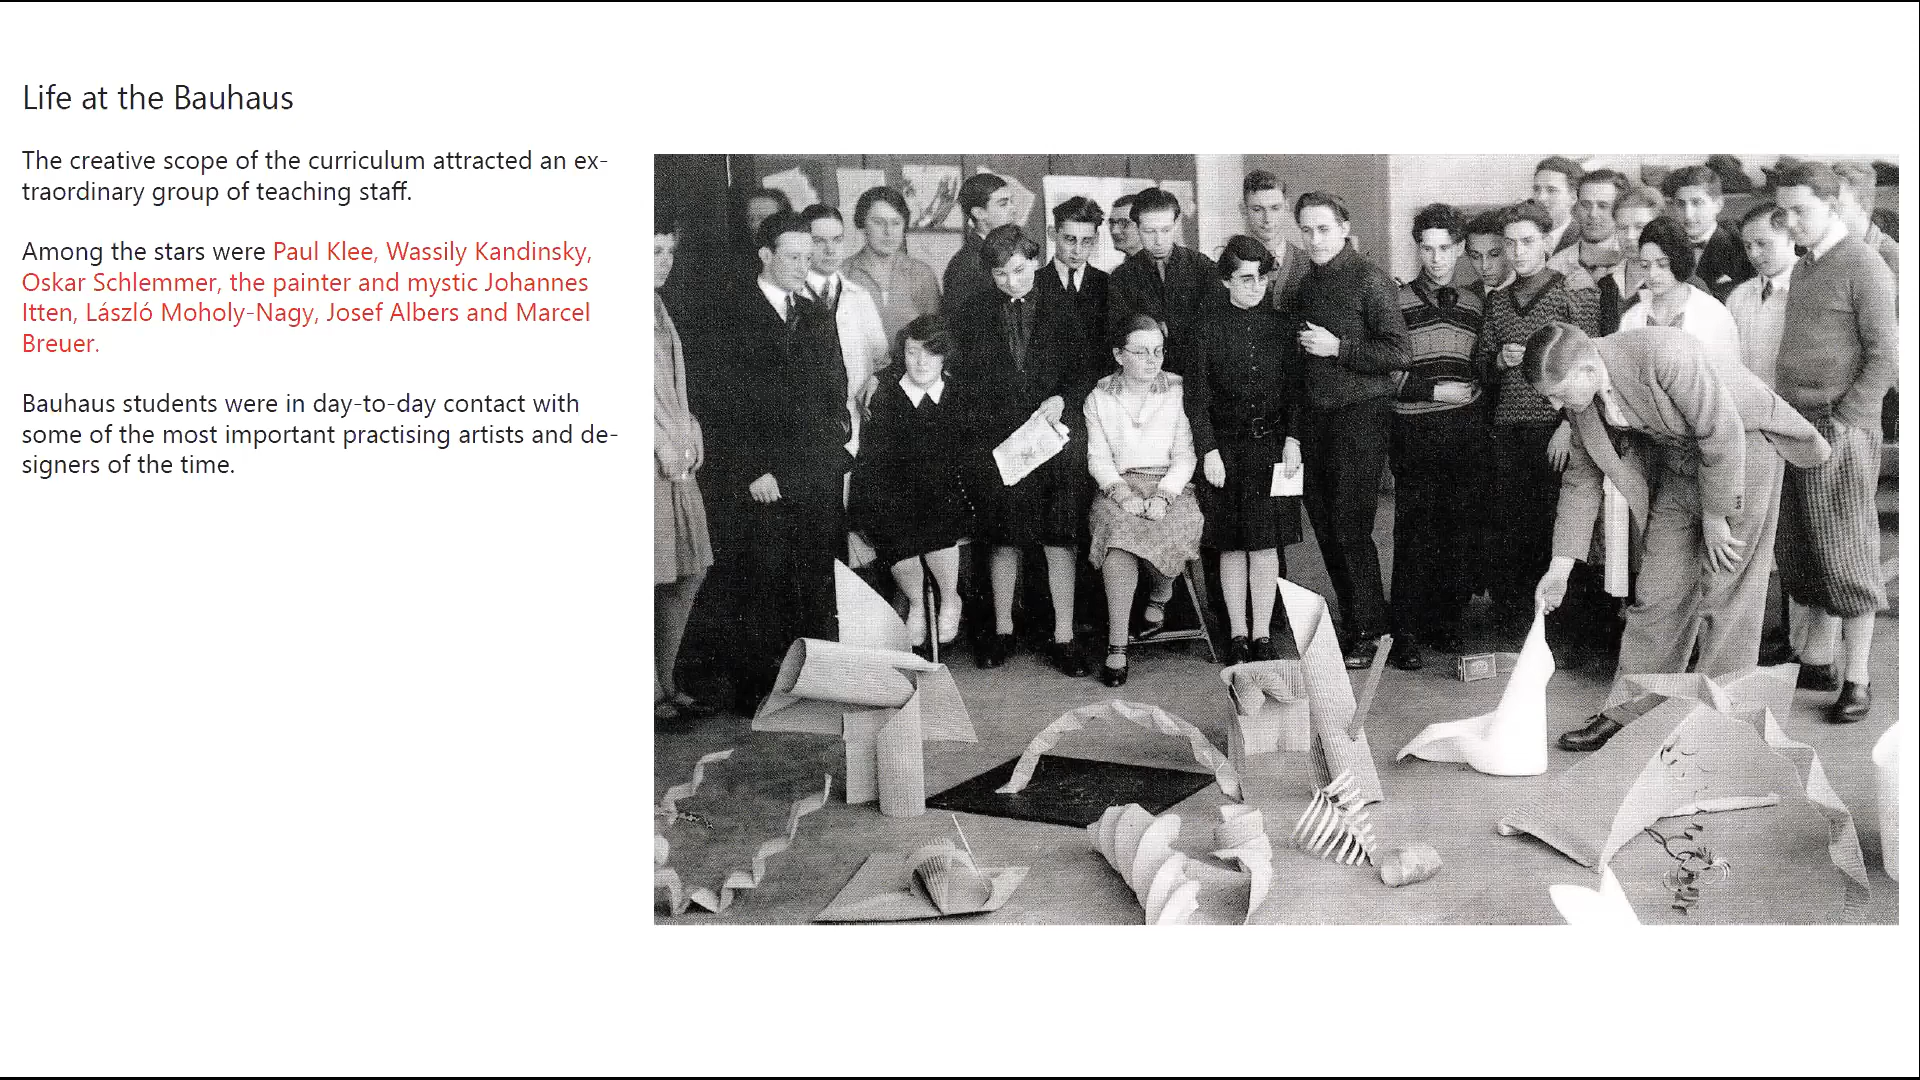 Life at the Bauhaus
The creative scope of the curriculum attracted an ex-
traordinary group of teaching staff.
Among the stars were Paul Klee, Wassily Kandinsky,
Oskar Schlemmer, the painter and mystic Johannes
Itten, László Moholy-Nagy, Josef Albers and Marcel
Breuer.
Bauhaus students were in day-to-day contact with
some of the most important practising artists and de-
signers of the time.